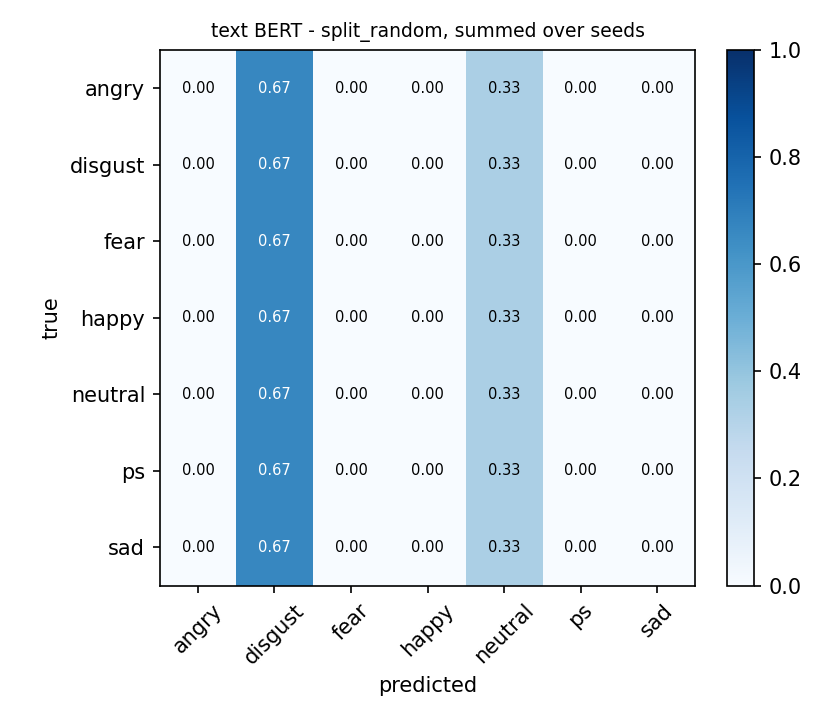 text BERT - split_random, summed over seeds
angry 0.00 0.67 0.00 0.00 0.33 0.00 0.00
disgust 0.00 0.67 0.00 0.00 0.33 0.00 0.00
fear 0.00 0.67 0.00 0.00 0.33 0.00 0.00
happy 0.00 0.67 0.00 0.00 0.33 0.00 0.00
neutral 0.00 0.67 0.00 0.00 0.33 0.00 0.00
ps 0.00 0.67 0.00 0.00 0.33 0.00 0.00
sad 0.00 0.67 0.00 0.00 0.33 0.00 0.00
true
angry disgust fear happy neutral ps sad
predicted
1.0
0.8
0.6
0.4
0.2
0.0